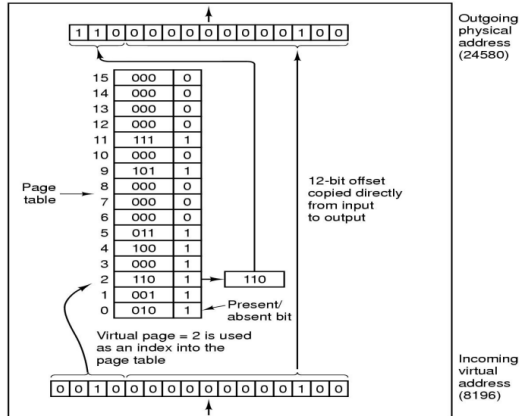 1 1 0 0 0 0 0 0 0 0 0 0 1 0 0
Outgoing
physical
address
(24580)
15 000 0
14 000 0
13 000 0
12 000 0
11 111 1
10 000 0
9 101 1
8 000 0
7 000 0
6 000 0
5 011 1
4 100 1
3 000 1
2 110 1 110
1 001 1
0 010 1
Page
table
12-bit offset
copied directly
from input
to output
Present/
absent bit
Virtual page = 2 is used
as an index into the
page table
0 0 1 0 0 0 0 0 0 0 0 0 0 1 0 0
Incoming
virtual
address
(8196)